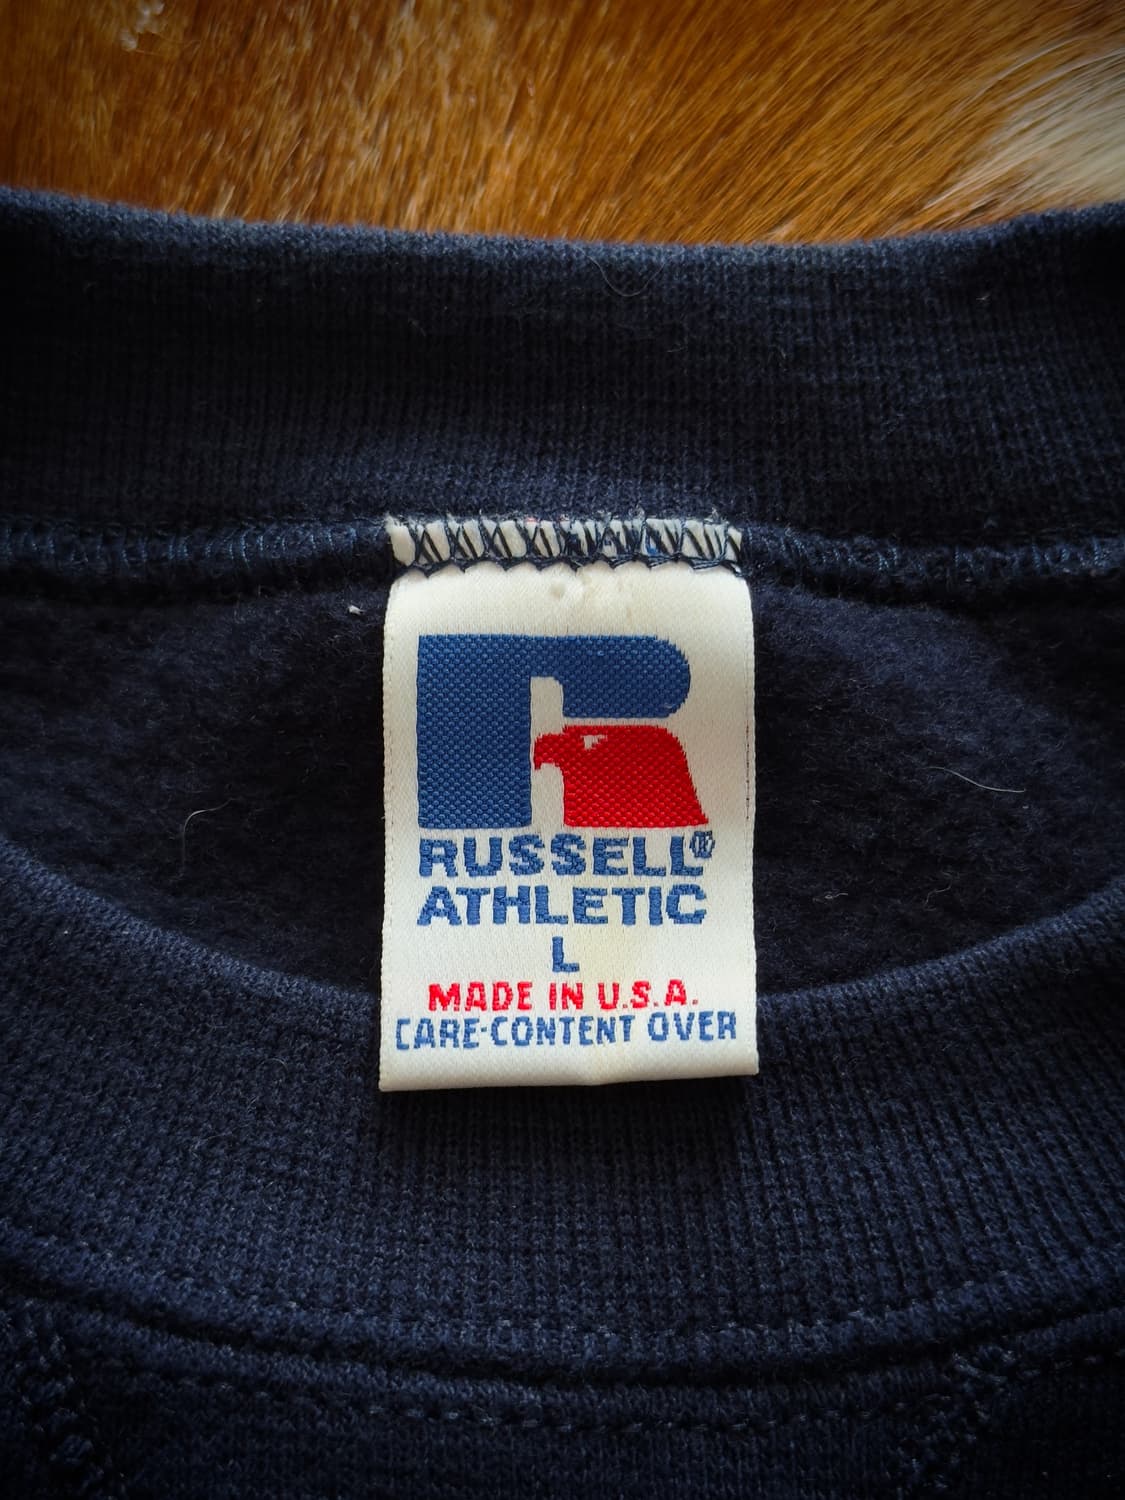 RUSSELL®
ATHLETIC
L
MADE IN U.S.A.
CARE-CONTENT OVER